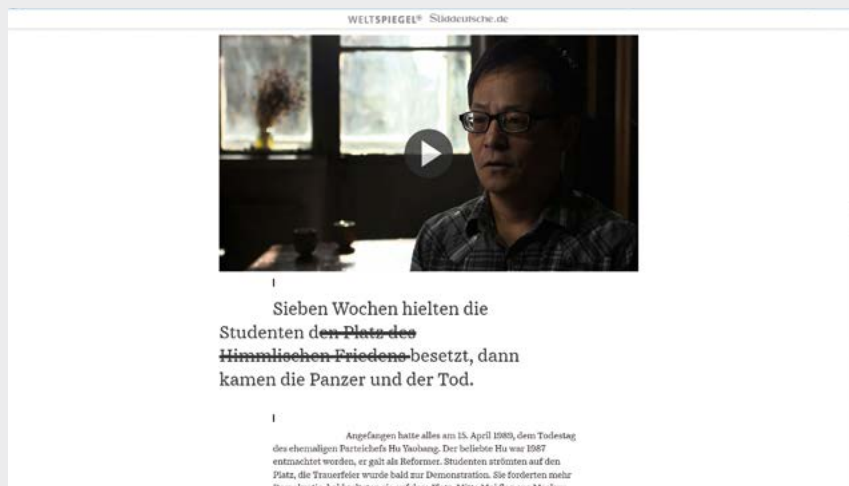 WELTSPIEGEL® Süddeutsche.de
Sieben Wochen hielten die
Studenten den Platz des
Himmlischen Friedens besetzt, dann
kamen die Panzer und der Tod.
Angefangen hatte alles am 15. April 1989, dem Todestag
des ehemaligen Parteichefs Hu Yaobang. Der beliebte Hu war 1987
entmachtet worden, er galt als Reformer. Studenten strömten auf den
Platz, die Trauerfeier wurde bald zur Demonstration. Sie forderten mehr